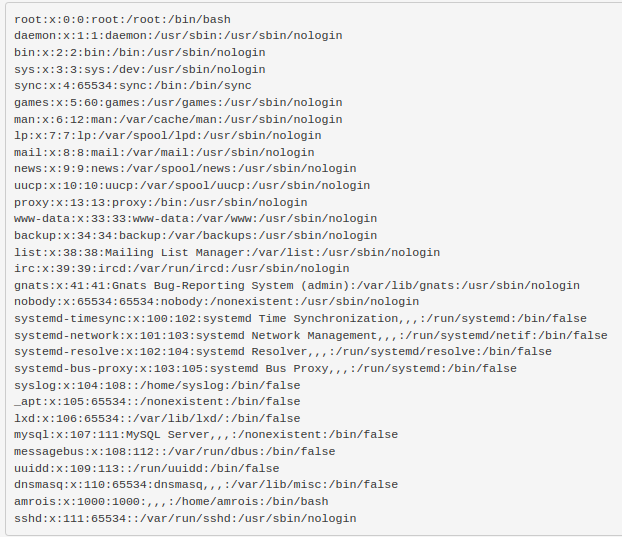 root:x:0:0:root:/root:/bin/bash
daemon:x:1:1:daemon:/usr/sbin:/usr/sbin/nologin
bin:x:2:2:bin:/bin:/usr/sbin/nologin
sys:x:3:3:sys:/dev:/usr/sbin/nologin
sync:x:4:65534:sync:/bin:/bin/sync
games:x:5:60:games:/usr/games:/usr/sbin/nologin
man:x:6:12:man:/var/cache/man:/usr/sbin/nologin
lp:x:7:7:lp:/var/spool/lpd:/usr/sbin/nologin
mail:x:8:8:mail:/var/mail:/usr/sbin/nologin
news:x:9:9:news:/var/spool/news:/usr/sbin/nologin
uucp:x:10:10:uucp:/var/spool/uucp:/usr/sbin/nologin
proxy:x:13:13:proxy:/bin:/usr/sbin/nologin
www-data:x:33:33:www-data:/var/www:/usr/sbin/nologin
backup:x:34:34:backup:/var/backups:/usr/sbin/nologin
list:x:38:38:Mailing List Manager:/var/list:/usr/sbin/nologin
irc:x:39:39:ircd:/var/run/ircd:/usr/sbin/nologin
gnats:x:41:41:Gnats Bug-Reporting System (admin):/var/lib/gnats:/usr/sbin/nologin
nobody:x:65534:65534:nobody:/nonexistent:/usr/sbin/nologin
systemd-timesync:x:100:102:systemd Time Synchronization,,,:/run/systemd:/bin/false
systemd-network:x:101:103:systemd Network Management,,,:/run/systemd/netif:/bin/false
systemd-resolve:x:102:104:systemd Resolver,,,:/run/systemd/resolve:/bin/false
systemd-bus-proxy:x:103:105:systemd Bus Proxy,,,:/run/systemd:/bin/false
syslog:x:104:108::/home/syslog:/bin/false
_apt:x:105:65534::/nonexistent:/bin/false
lxd:x:106:65534::/var/lib/lxd/:/bin/false
mysql:x:107:111:MySQL Server,,,:/nonexistent:/bin/false
messagebus:x:108:112::/var/run/dbus:/bin/false
uuidd:x:109:113::/run/uuidd:/bin/false
dnsmasq:x:110:65534:dnsmasq,,,:/var/lib/misc:/bin/false
amrois:x:1000:1000:,,,:/home/amrois:/bin/bash
sshd:x:111:65534::/var/run/sshd:/usr/sbin/nologin